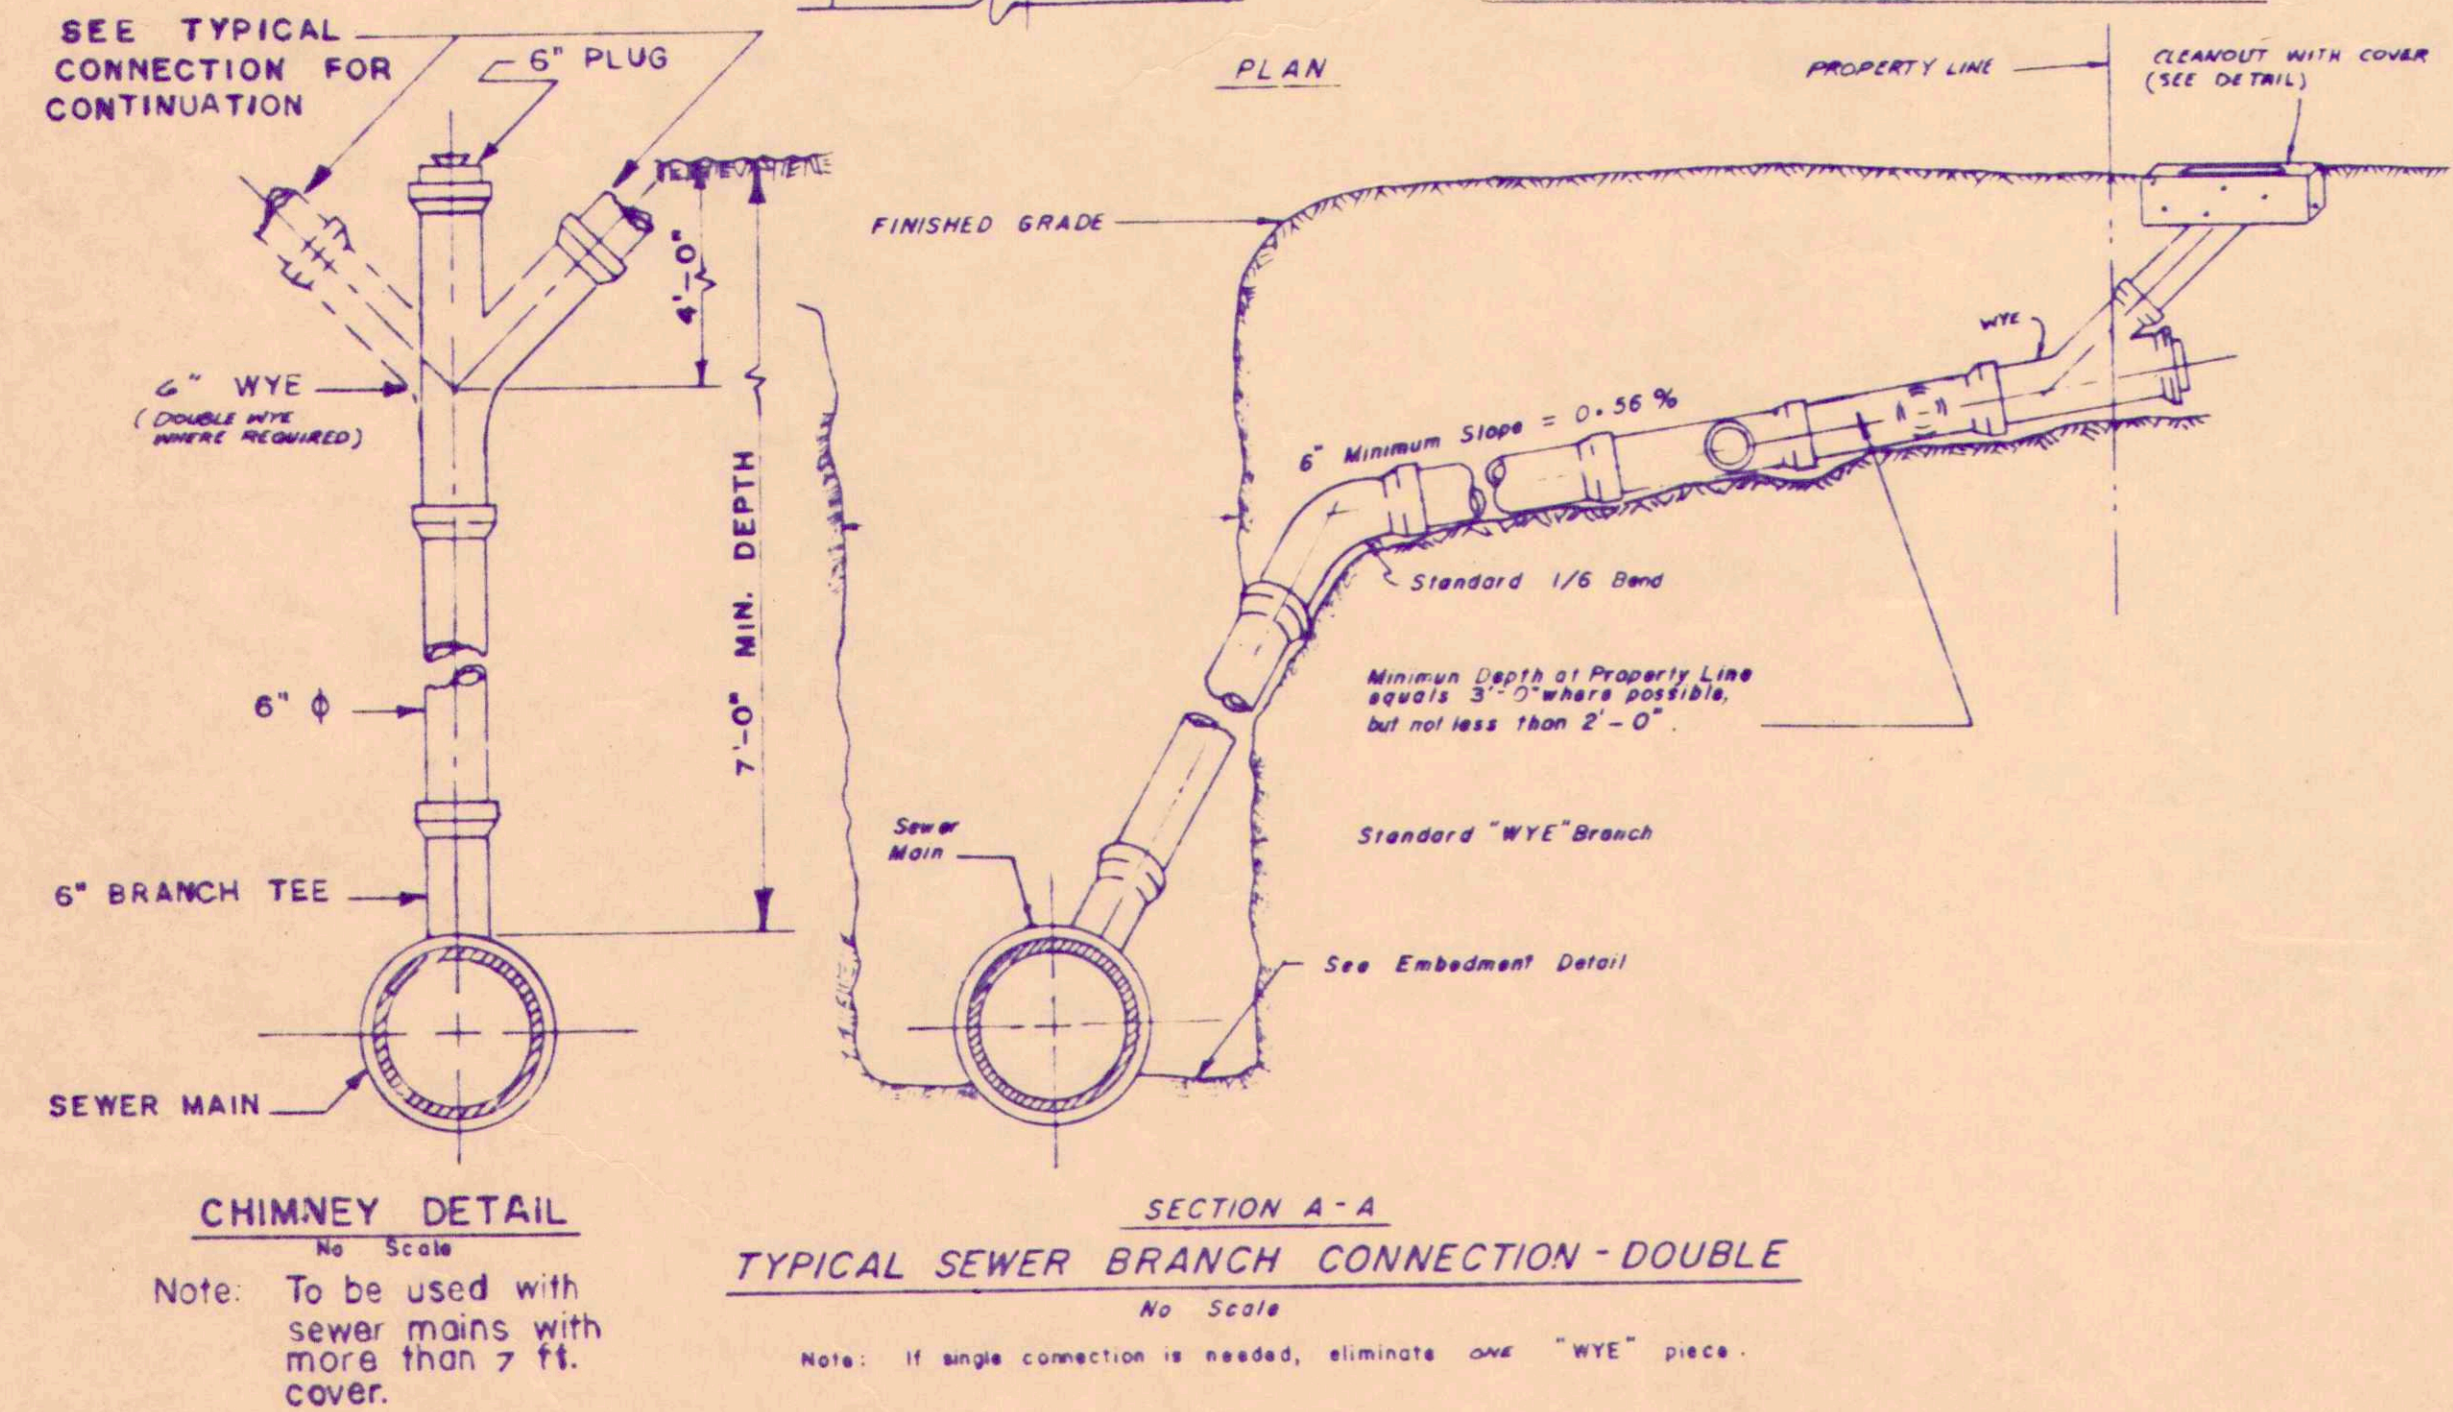 SEE TYPICAL
CONNECTION FOR
CONTINUATION
6" PLUG
4'-0"
6" WYE
(DOUBLE WYE
WHERE REQUIRED)
7'-0" MIN. DEPTH
6" ϕ
6" BRANCH TEE
SEWER MAIN
CHIMNEY DETAIL
No Scale
Note: To be used with
sewer mains with
more than 7 ft.
cover.
PLAN
PROPERTY LINE
CLEANOUT WITH COVER
(SEE DETAIL)
FINISHED GRADE
WYE
6" Minimum Slope = 0.56 %
Standard 1/6 Bend
Minimun Depth at Property Line
equals 3'-0" where possible,
but not less than 2'-0".
Sewer
Main
Standard "WYE" Branch
See Embedment Detail
SECTION A-A
TYPICAL SEWER BRANCH CONNECTION - DOUBLE
No Scale
Note: If single connection is needed, eliminate ONE "WYE" piece.